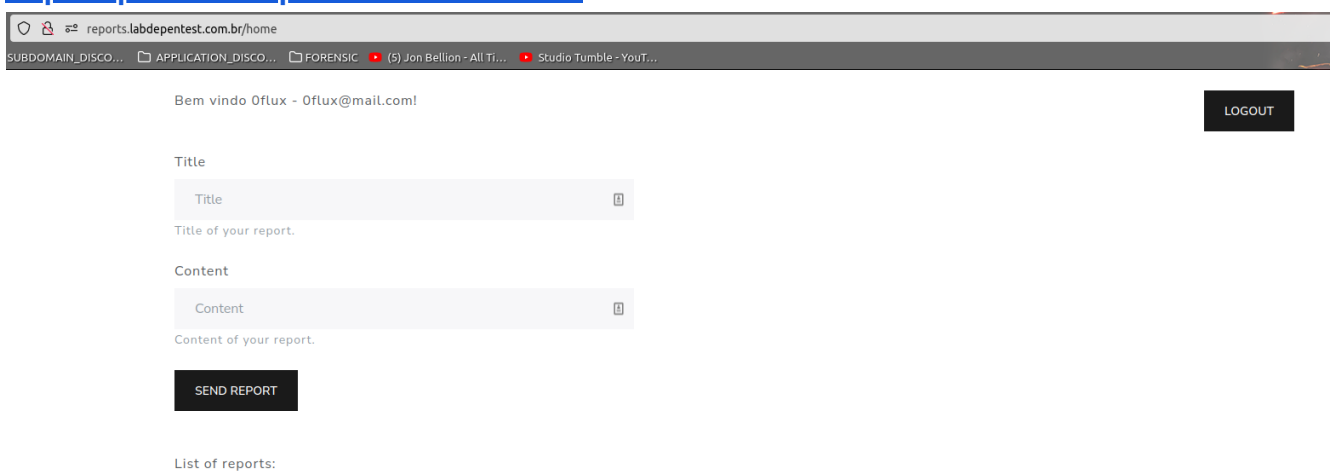 reports.labdepentest.com.br/home
SUBDOMAIN_DISCO... APPLICATION_DISCO... FORENSIC (5) Jon Bellion - All Ti... Studio Tumble - YouT...
Bem vindo 0flux - 0flux@mail.com!
LOGOUT
Title
Title
Title of your report.
Content
Content
Content of your report.
SEND REPORT
List of reports: